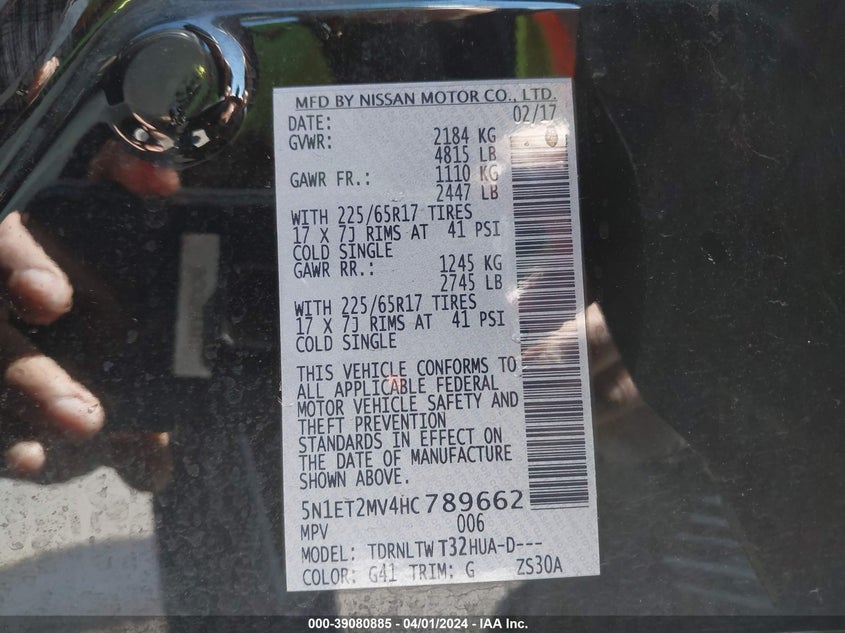 MFD BY NISSAN MOTOR CO., LTD.
DATE: 02/17
GVWR: 2184 KG
4815 LB
GAWR FR.: 1110 KG
2447 LB
WITH 225/65R17 TIRES
17 X 7J RIMS AT 41 PSI
COLD SINGLE
GAWR RR.: 1245 KG
2745 LB
WITH 225/65R17 TIRES
17 X 7J RIMS AT 41 PSI
COLD SINGLE
THIS VEHICLE CONFORMS TO
ALL APPLICABLE FEDERAL
MOTOR VEHICLE SAFETY AND
THEFT PREVENTION
STANDARDS IN EFFECT ON
THE DATE OF MANUFACTURE
SHOWN ABOVE.
5N1ET2MV4HC789662
MPV 006
MODEL: TDRNLTW T32HUA-D---
COLOR: G41 TRIM: G ZS30A
000-39080885 - 04/01/2024 - IAA Inc.